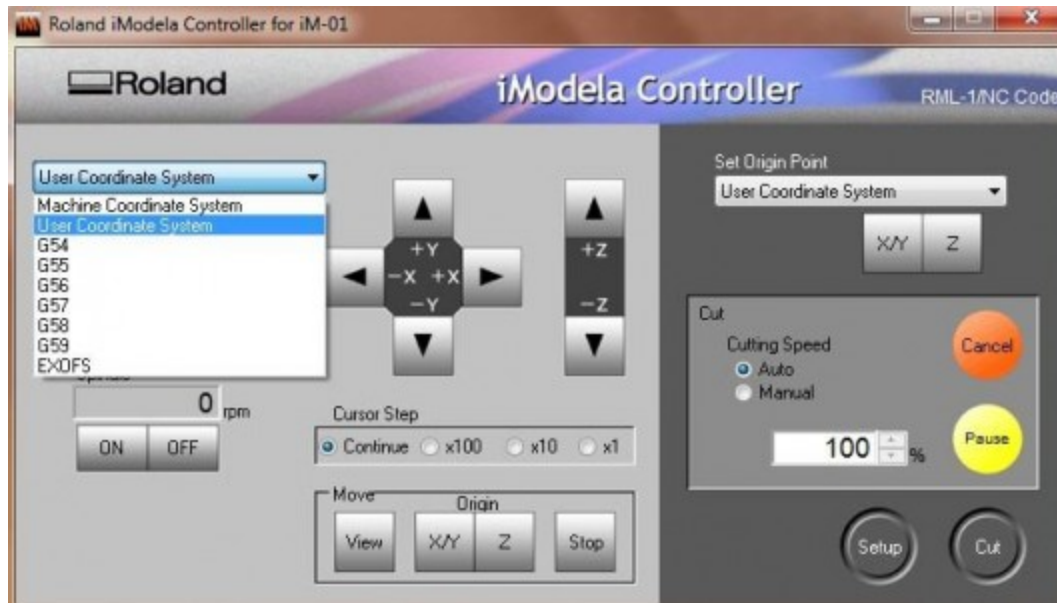 Roland iModela Controller for iM-01
Roland
iModela Controller
RML-1/NC Code
User Coordinate System
Machine Coordinate System
User Coordinate System
G54
G55
G56
G57
G58
G59
EXOFS
+Y
-X +X
-Y
+Z
-Z
0 rpm
ON OFF
Cursor Step
Continue x100 x10 x1
Move
Origin
View X/Y Z Stop
Set Origin Point
User Coordinate System
X/Y Z
Cut
Cutting Speed
Auto
Manual
100 %
Cancel
Pause
Setup Cut